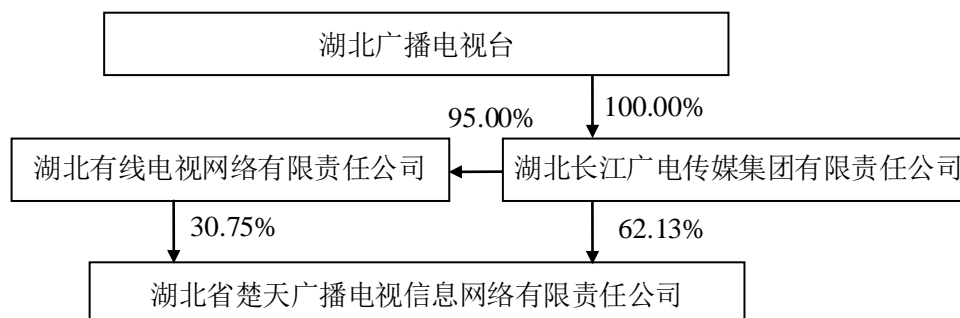 湖北广播电视台
100.00%
95.00%
湖北有线电视网络有限责任公司
湖北长江广电传媒集团有限责任公司
30.75%
62.13%
湖北省楚天广播电视信息网络有限责任公司